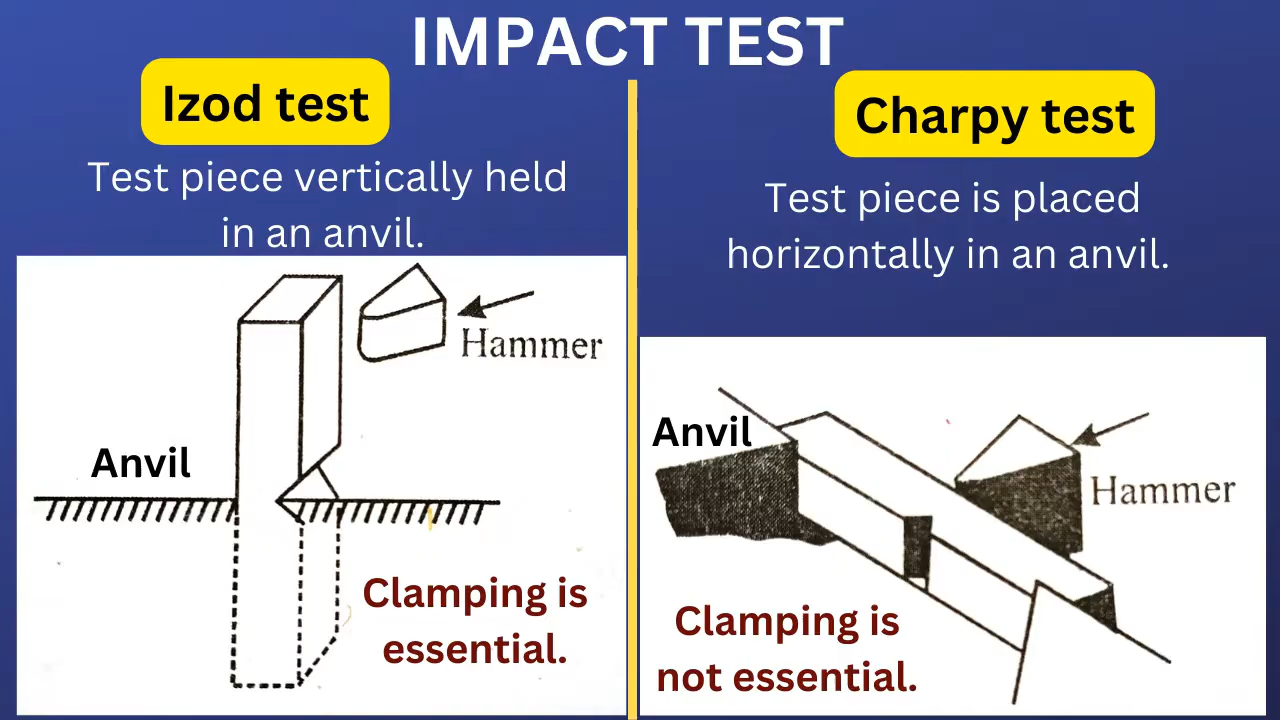 IMPACT TEST
Izod test
Test piece vertically held
in an anvil.
Hammer
Anvil
Clamping is
essential.
Charpy test
Test piece is placed
horizontally in an anvil.
Anvil
Hammer
Clamping is
not essential.